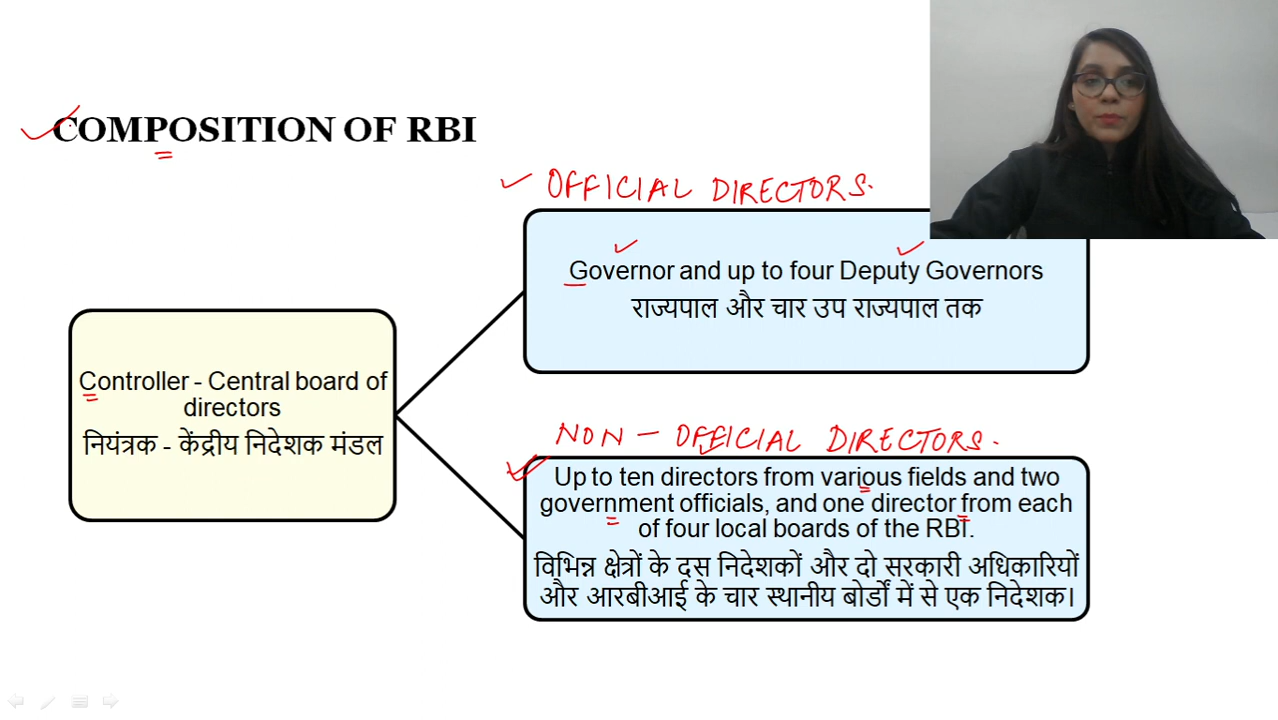 COMPOSITION OF RBI
OFFICIAL DIRECTORS.
Governor and up to four Deputy Governors
राज्यपाल और चार उप राज्यपाल तक
Controller - Central board of
directors
नियंत्रक - केंद्रीय निदेशक मंडल
NON - OFFICIAL DIRECTORS.
Up to ten directors from various fields and two
government officials, and one director from each
of four local boards of the RBI.
विभिन्न क्षेत्रों के दस निदेशकों और दो सरकारी अधिकारियों
और आरबीआई के चार स्थानीय बोर्डों में से एक निदेशक।